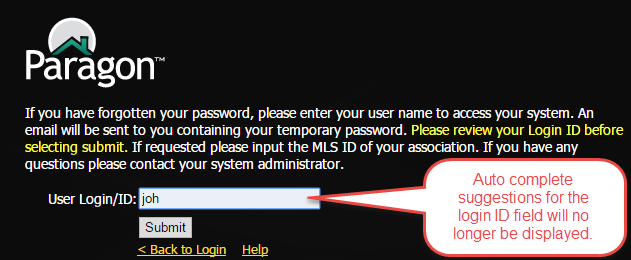 Paragon™
If you have forgotten your password, please enter your user name to access your system. An
email will be sent to you containing your temporary password. Please review your Login ID before
selecting submit. If requested please input the MLS ID of your association. If you have any
questions please contact your system administrator.
User Login/ID: joh
Auto complete
suggestions for the
login ID field will no
longer be displayed.
Submit
< Back to Login Help